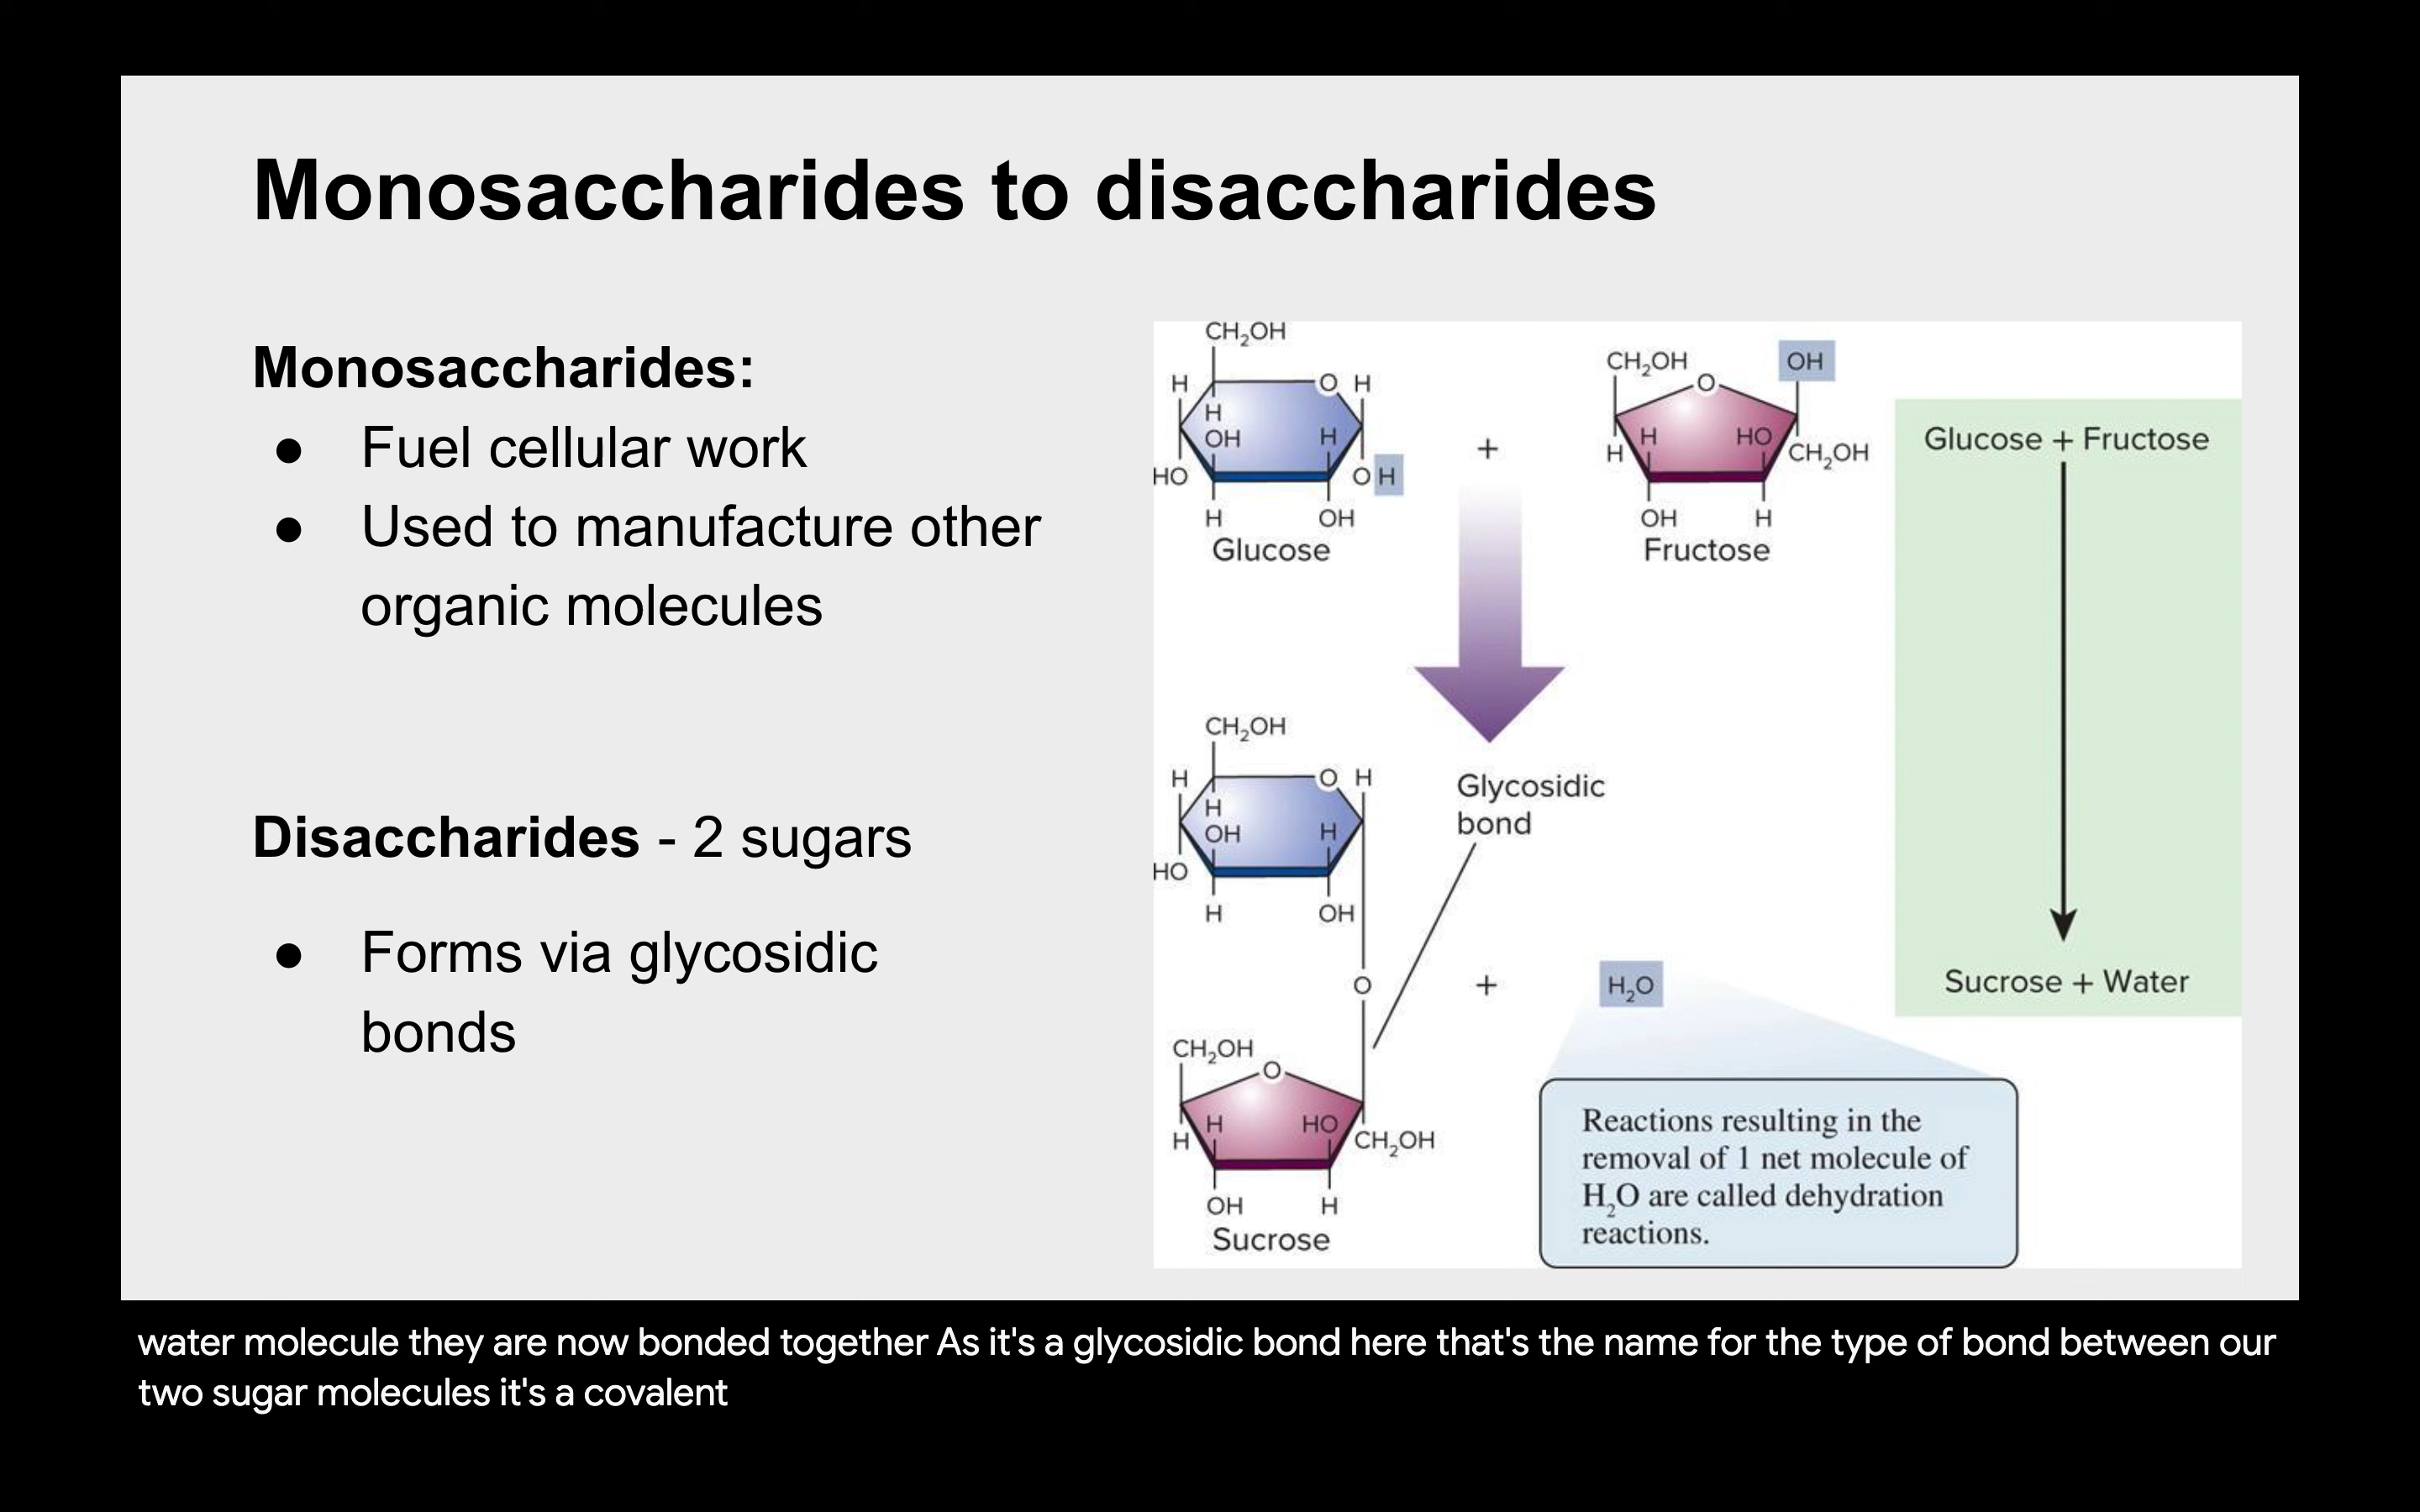 Monosaccharides to disaccharides
Monosaccharides:
● Fuel cellular work
● Used to manufacture other
organic molecules
Disaccharides - 2 sugars
● Forms via glycosidic
bonds
CH₂OH
H
O
H
H
OH
H
HO
O
H
H
OH
Glucose
+
CH₂OH
O
OH
H
H
HO
CH₂OH
OH
H
Fructose
Glucose + Fructose
Sucrose + Water
CH₂OH
H
O
H
H
OH
H
HO
H
OH
O
Glycosidic
bond
+
H₂O
CH₂OH
O
H
H
HO
CH₂OH
OH
H
Sucrose
Reactions resulting in the
removal of 1 net molecule of
H₂O are called dehydration
reactions.
water molecule they are now bonded together As it's a glycosidic bond here that's the name for the type of bond between our
two sugar molecules it's a covalent